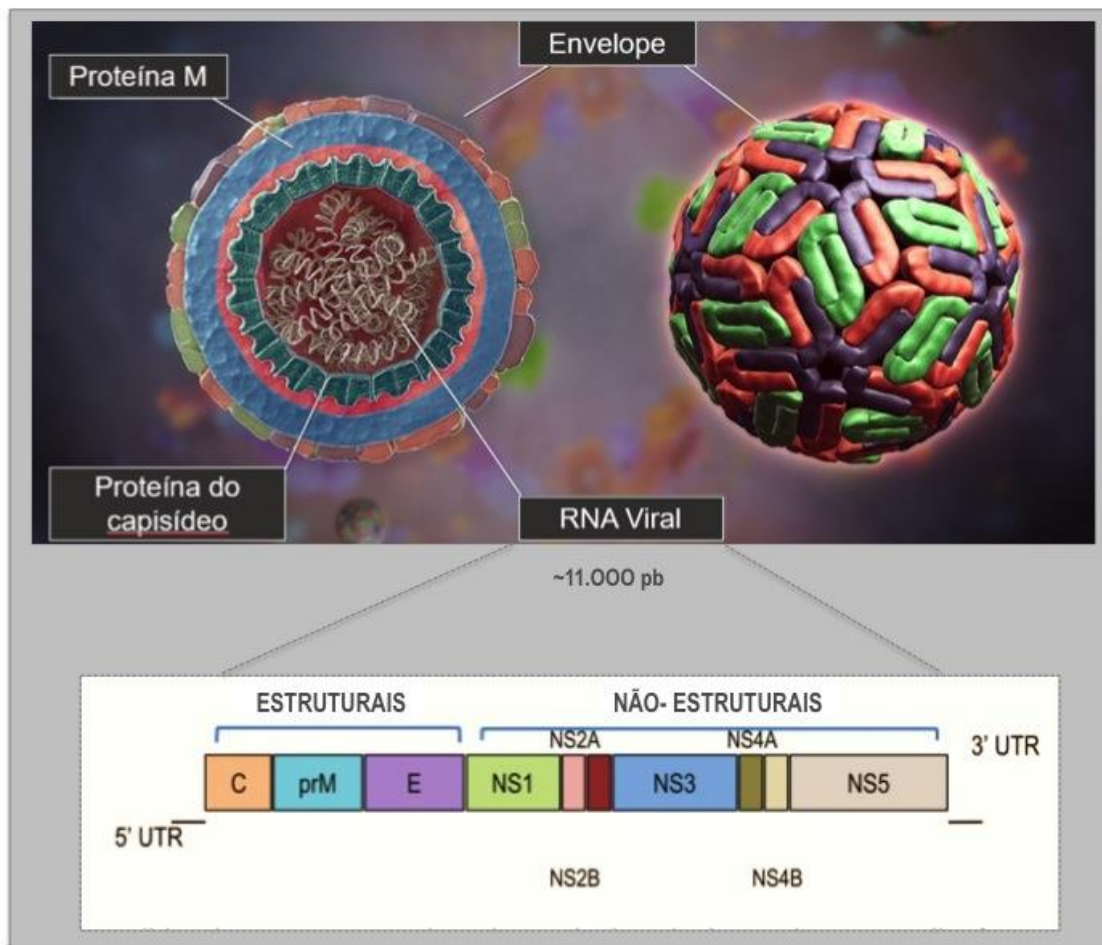 Envelope
Proteína M
Proteína do
capisídeo
RNA Viral
~11.000 pb
ESTRUTURAIS
NÃO- ESTRUTURAIS
NS2A
NS4A
3' UTR
C
prM
E
NS1
NS3
NS5
5' UTR
NS2B
NS4B